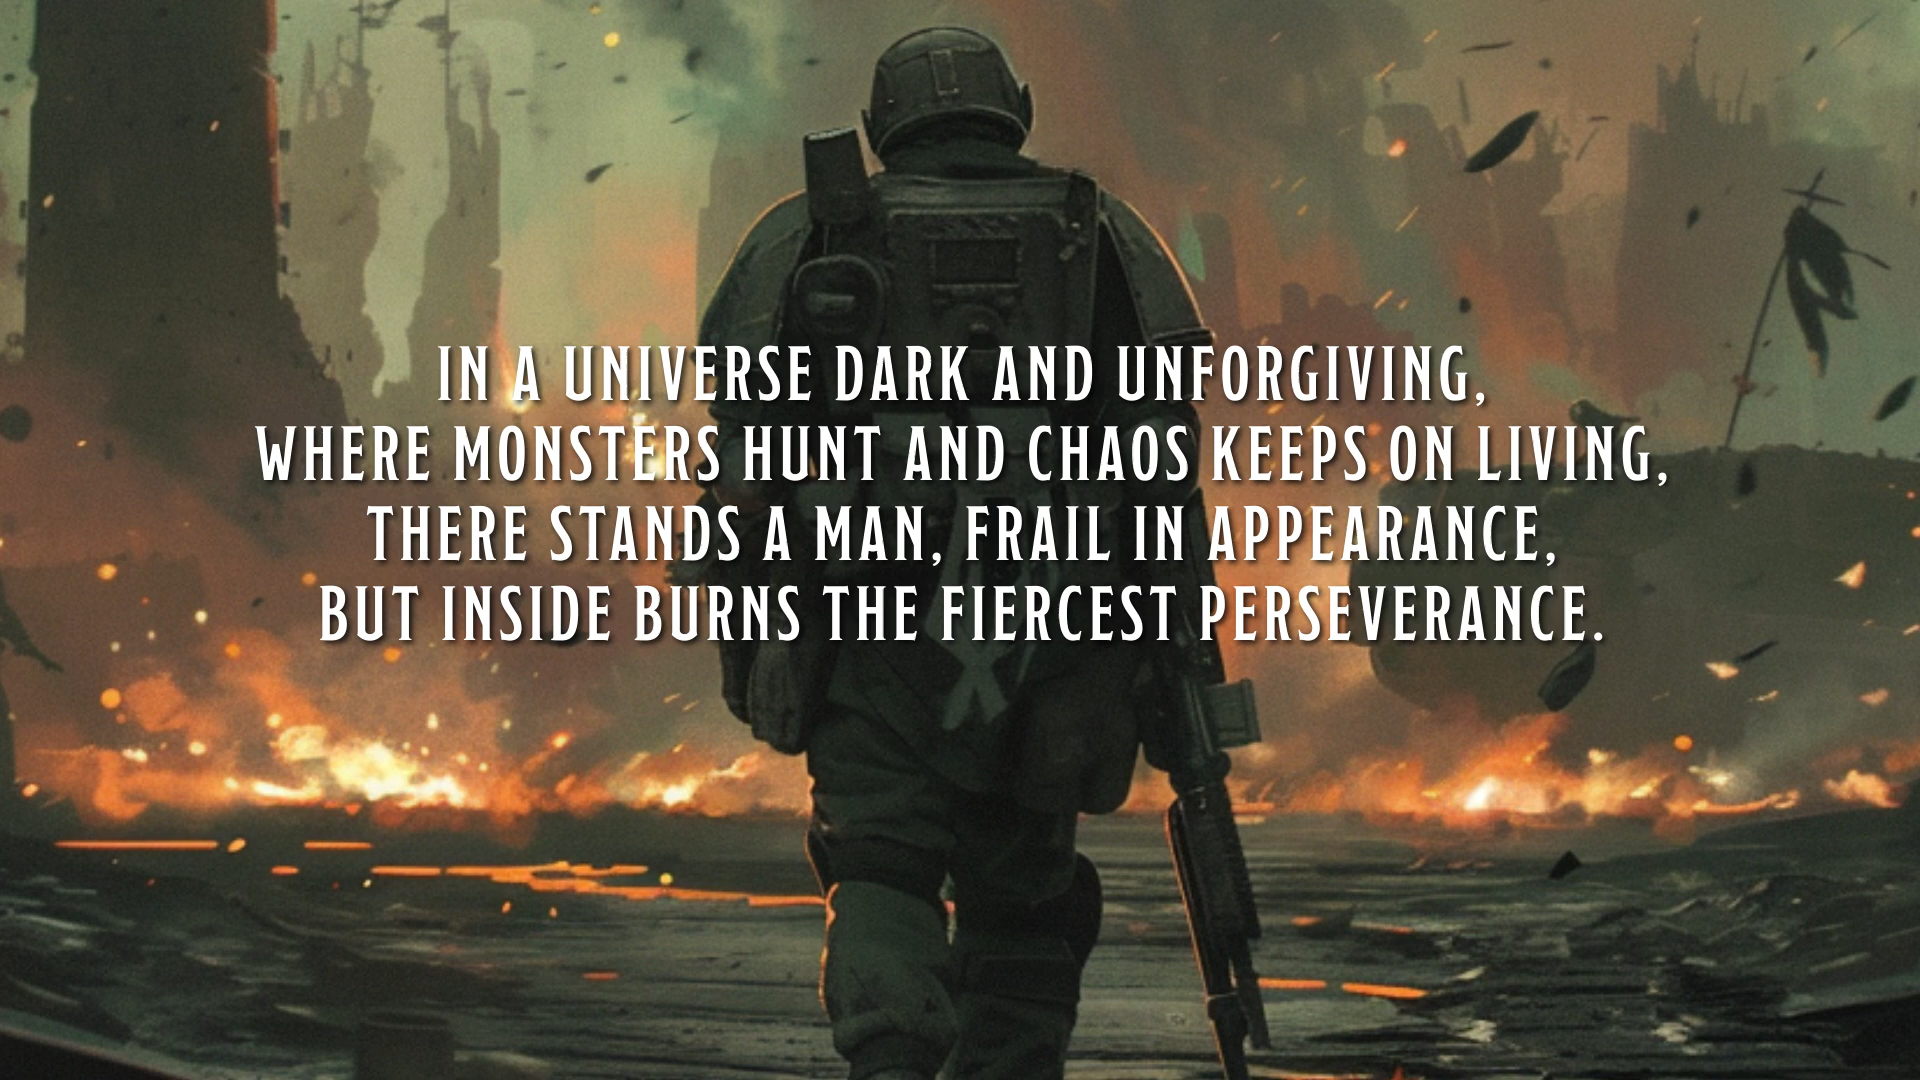 IN A UNIVERSE DARK AND UNFORGIVING,
WHERE MONSTERS HUNT AND CHAOS KEEPS ON LIVING,
THERE STANDS A MAN, FRAIL IN APPEARANCE,
BUT INSIDE BURNS THE FIERCEST PERSEVERANCE.